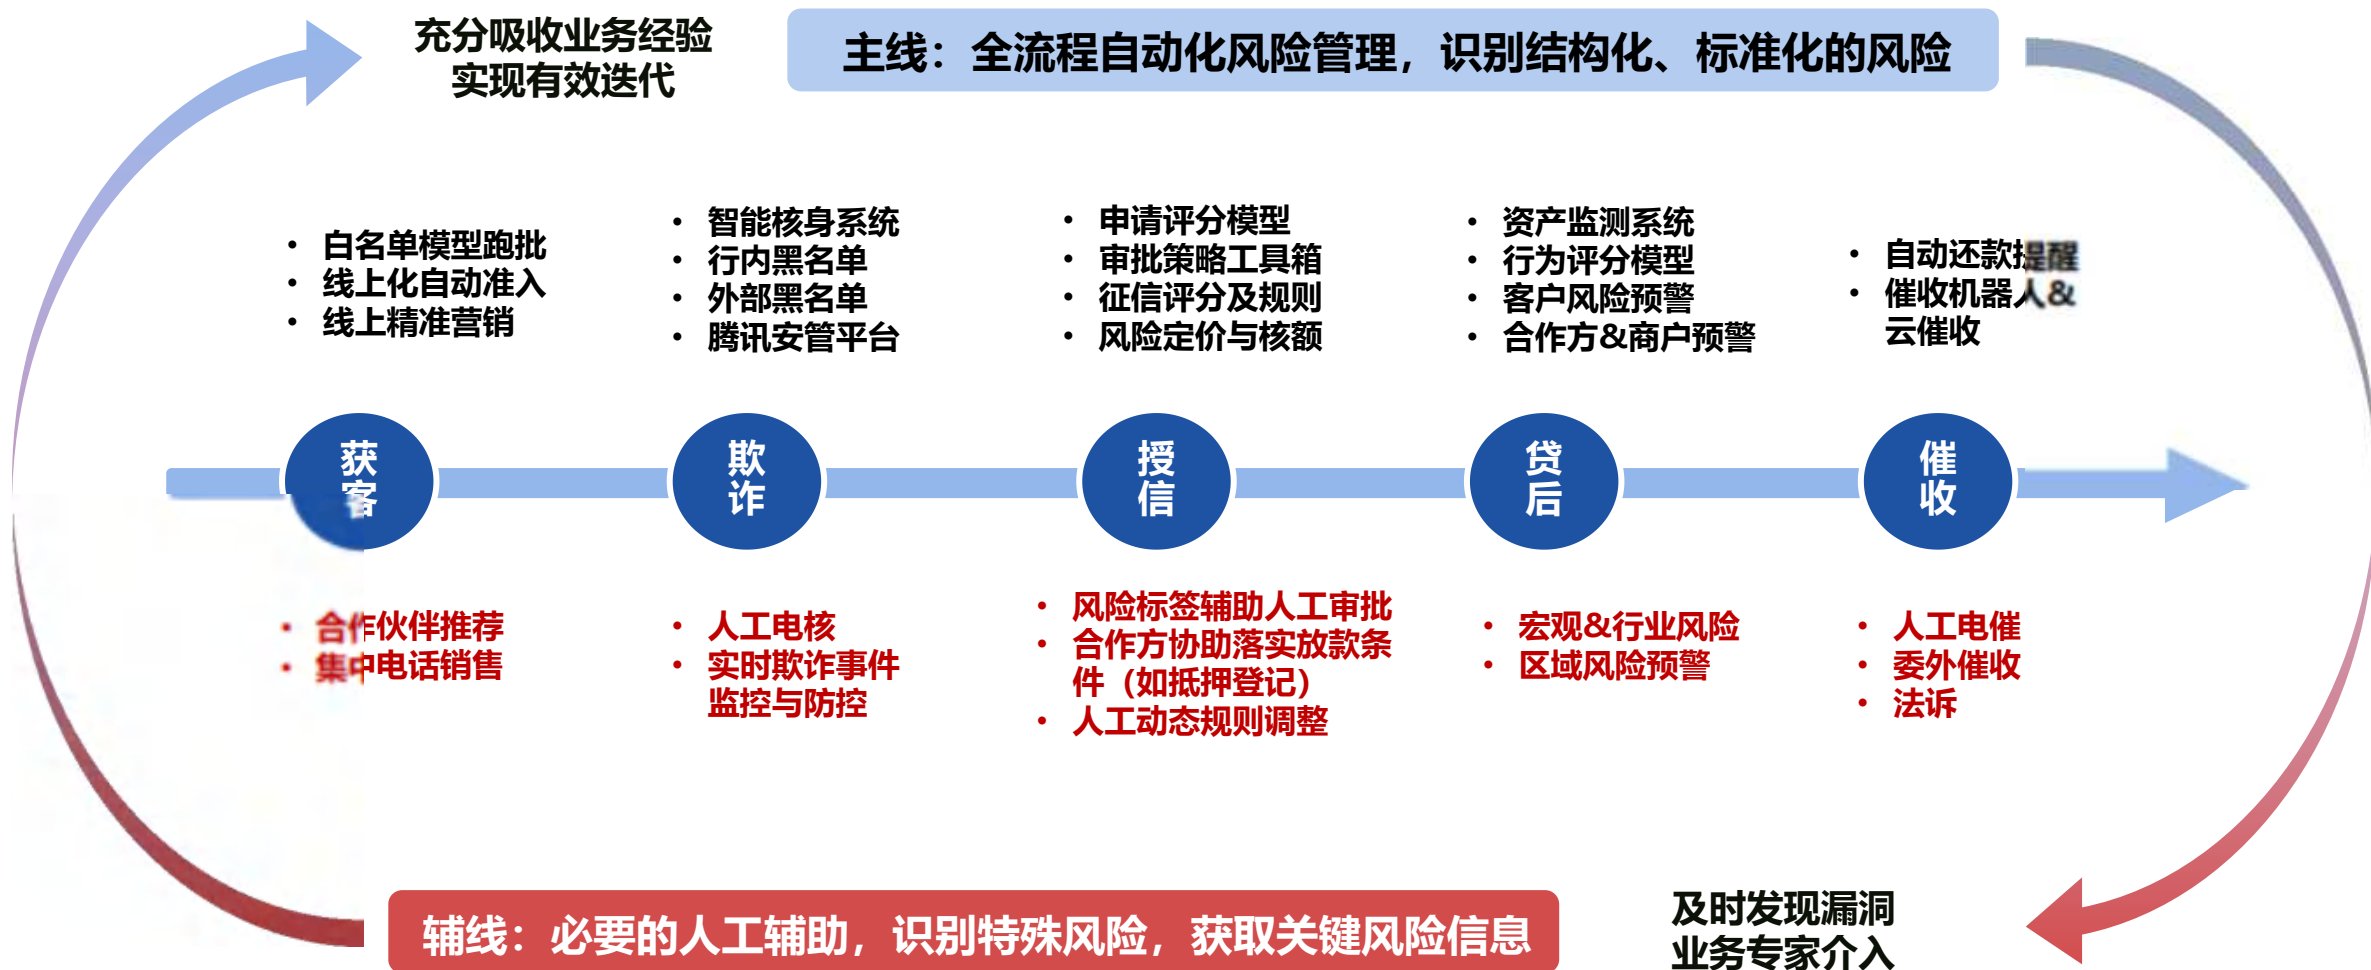 充分吸收业务经验
实现有效迭代
主线：全流程自动化风险管理，识别结构化、标准化的风险
• 白名单模型跑批
• 线上化自动准入
• 线上精准营销
• 智能核身系统
• 行内黑名单
• 外部黑名单
• 腾讯安管平台
• 申请评分模型
• 审批策略工具箱
• 征信评分及规则
• 风险定价与核额
• 资产监测系统
• 行为评分模型
• 客户风险预警
• 合作方&商户预警
• 自动还款提醒
• 催收机器人&
云催收
获
客
欺
诈
授
信
贷
后
催
收
• 合作伙伴推荐
• 集中电话销售
• 人工电核
• 实时欺诈事件
监控与防控
• 风险标签辅助人工审批
• 合作方协助落实放款条
件（如抵押登记）
• 人工动态规则调整
• 宏观&行业风险
• 区域风险预警
• 人工电催
• 委外催收
• 法诉
辅线：必要的人工辅助，识别特殊风险，获取关键风险信息
及时发现漏洞
业务专家介入